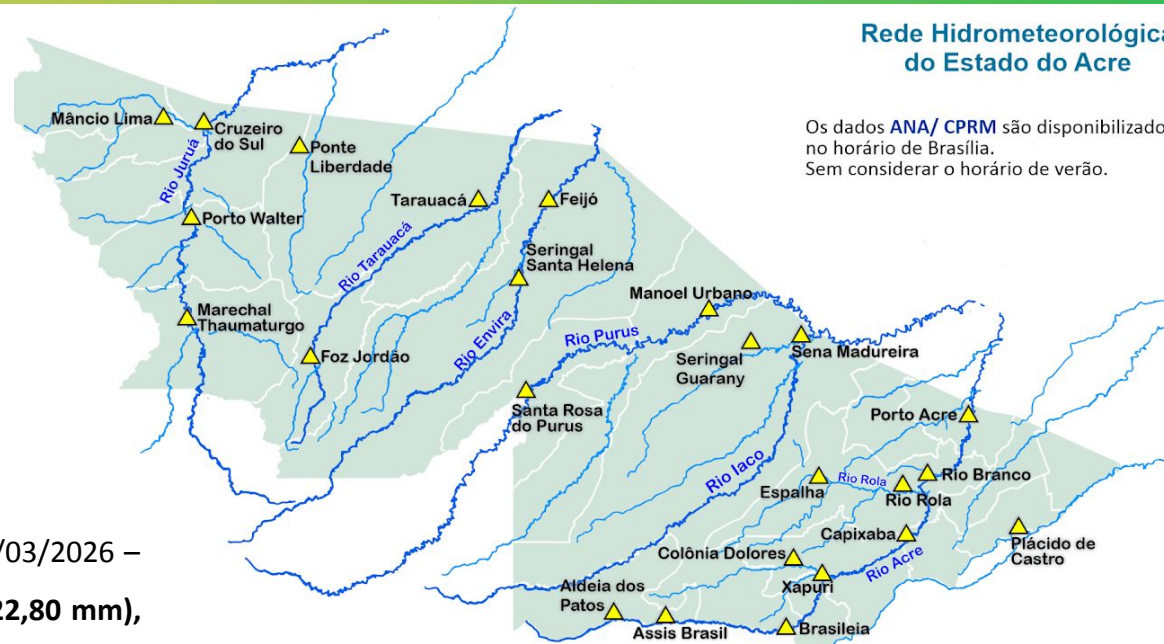 Rede Hidrometeorológica
do Estado do Acre
Os dados ANA/ CPRM são disponibilizado
no horário de Brasília.
Sem considerar o horário de verão.
Mâncio Lima
Cruzeiro
do Sul
Ponte
Liberdade
Rio Juruá
Tarauacá
Feijó
Porto Walter
Rio Tarauacá
Seringal
Santa Helena
Manoel Urbano
Marechal
Thaumaturgo
Rio Envira
Rio Purus
Foz Jordão
Seringal
Guarany
Sena Madureira
Santa Rosa
do Purus
Porto Acre
Rio Iaco
Espalha
Rio Rola
Rio Rola
Rio Branco
Capixaba
Plácido de
Castro
Colônia Dolores
Rio Acre
Xapuri
Aldeia dos
Patos
Assis Brasil
Brasileia
/03/2026 –
22,80 mm),